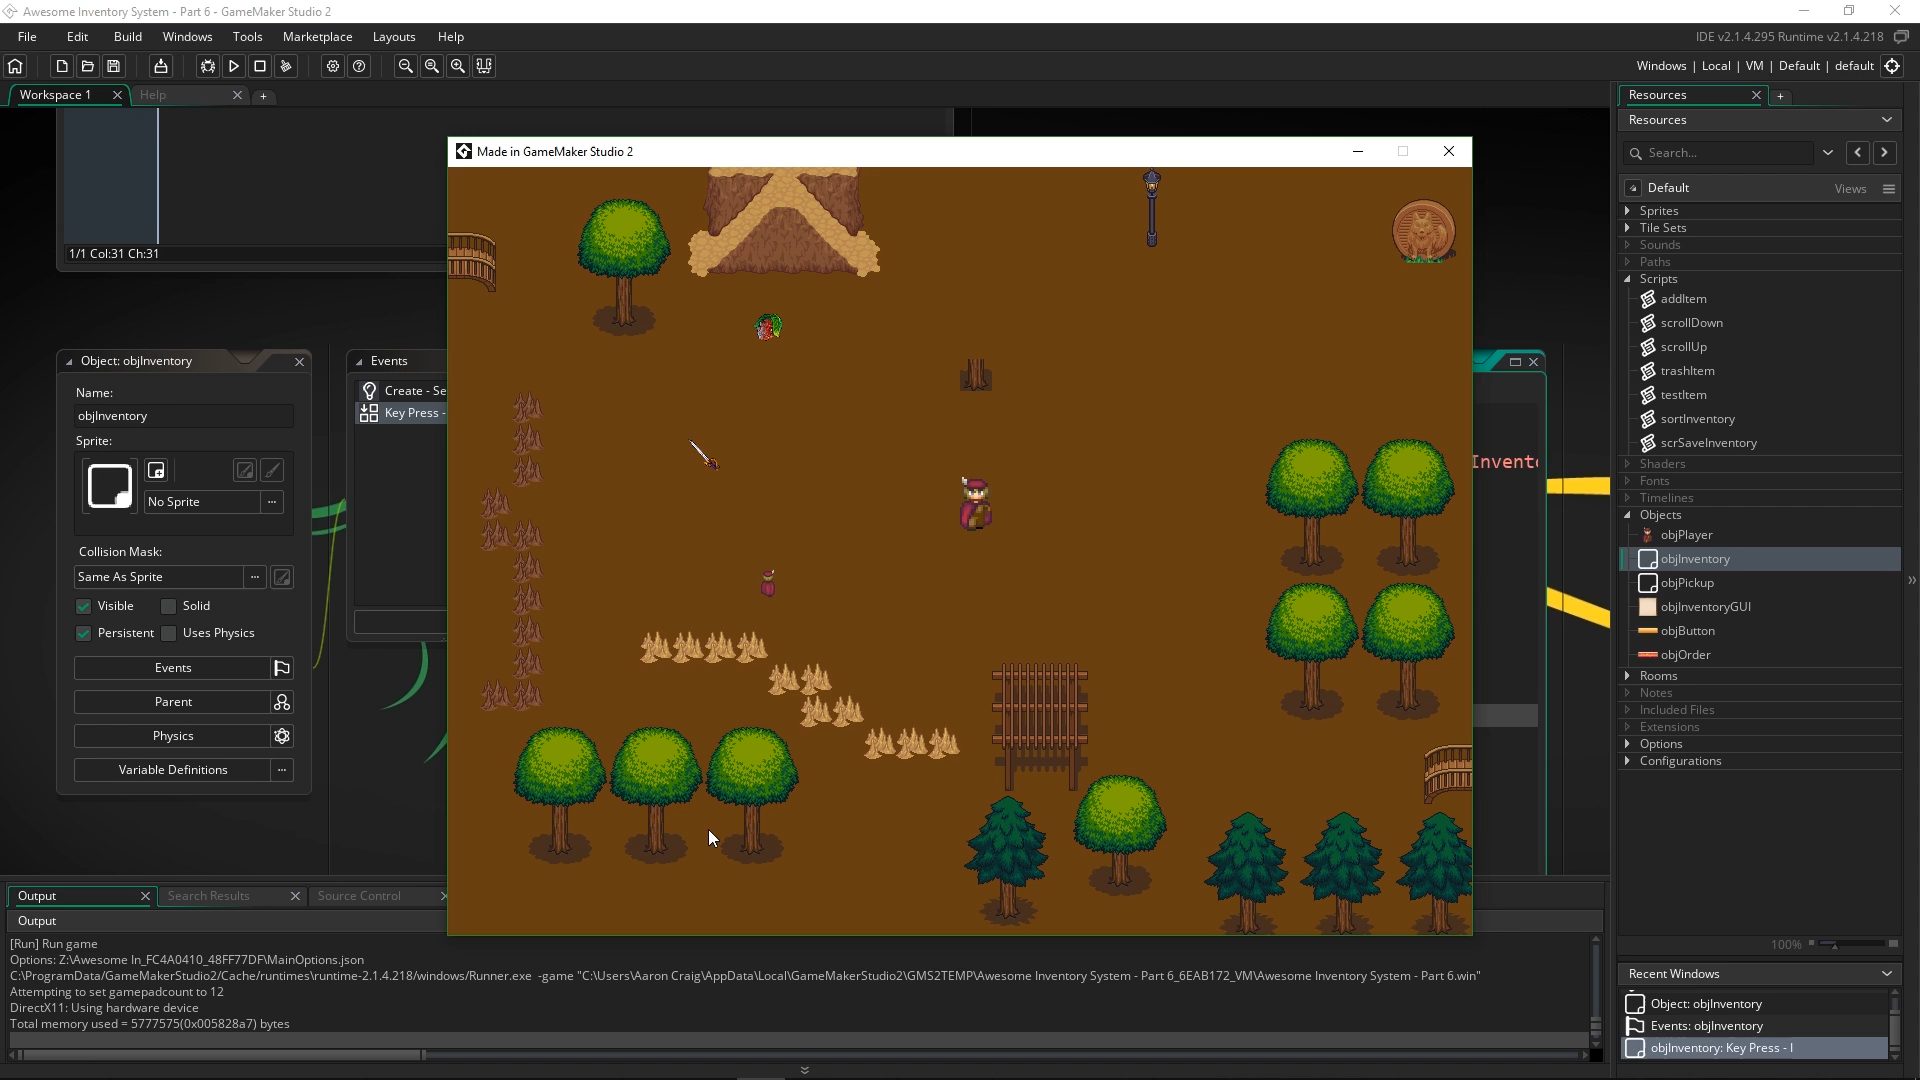 Awesome Inventory System - Part 6 - GameMaker Studio 2
File Edit Build Windows Tools Marketplace Layouts Help
IDE v2.1.4.295 Runtime v2.1.4.218
Windows | Local | VM | Default | default
Workspace 1
Help
Resources
Resources
Search...
Default
Views
Sprites
Tile Sets
Sounds
Paths
Scripts
addItem
scrollDown
scrollUp
trashItem
testItem
sortInventory
scrSaveInventory
Shaders
Fonts
Timelines
Objects
objPlayer
objInventory
objPickup
objInventoryGUI
objButton
objOrder
Rooms
Notes
Included Files
Extensions
Options
Configurations
100%
Recent Windows
Object: objInventory
Events: objInventory
objInventory: Key Press - I
1/1 Col:31 Ch:31
Made in GameMaker Studio 2
Object: objInventory
Name:
objInventory
Sprite:
No Sprite
Collision Mask:
Same As Sprite
Visible
Solid
Persistent
Uses Physics
Events
Parent
Physics
Variable Definitions
Events
Create - Se
Key Press -
Invent
Output
Search Results
Source Control
Output
[Run] Run game
Options: Z:\Awesome In_FC4A0410_48FF77DF\MainOptions.json
C:\ProgramData/GameMakerStudio2/Cache/runtimes\runtime-2.1.4.218/windows/Runner.exe -game "C:\Users\Aaron Craig\AppData\Local\GameMakerStudio2\GMS2TEMP\Awesome Inventory System - Part 6_6EAB172_VM\Awesome Inventory System - Part 6.win"
Attempting to set gamepadcount to 12
DirectX11: Using hardware device
Total memory used = 5777575(0x005828a7) bytes